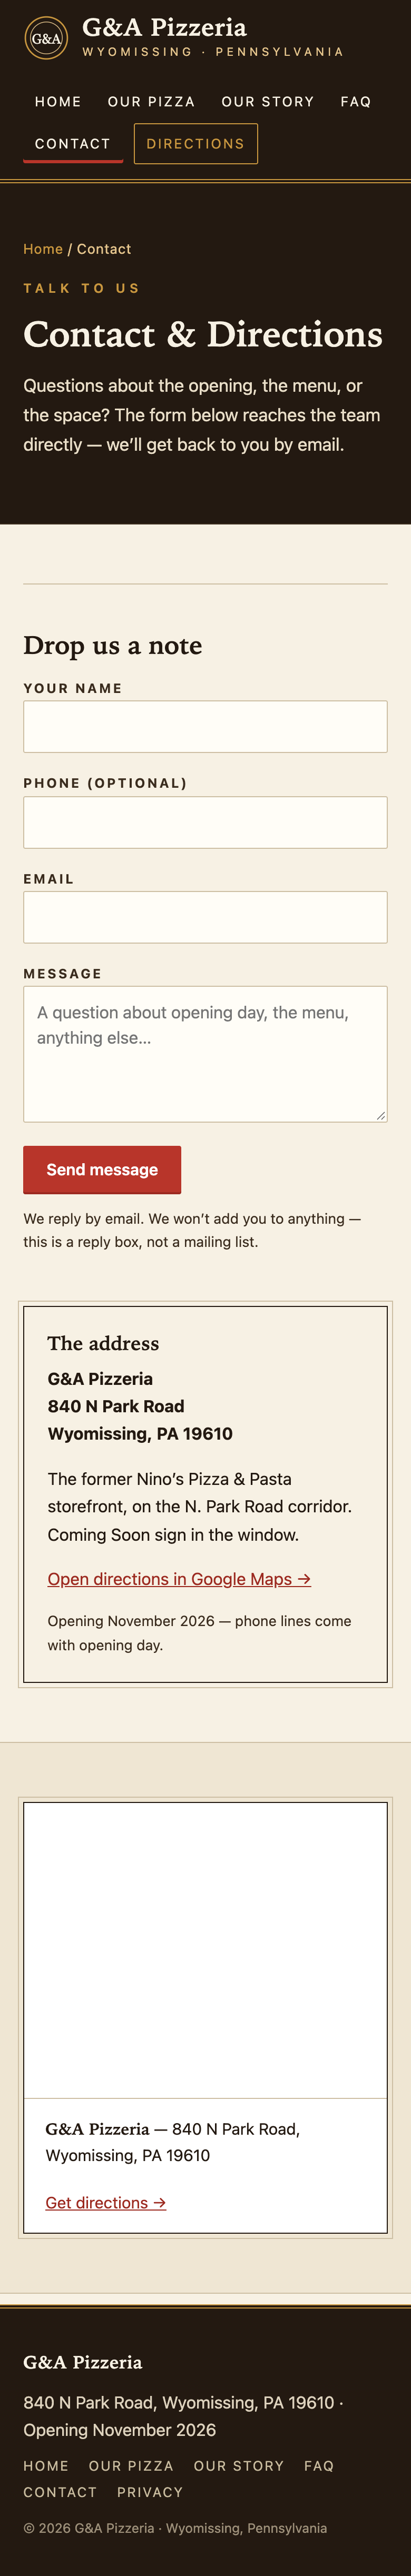 G&A
G&A Pizzeria
WYOMISSING · PENNSYLVANIA
HOME OUR PIZZA OUR STORY FAQ
CONTACT DIRECTIONS
Home / Contact
TALK TO US
Contact & Directions
Questions about the opening, the menu, or
the space? The form below reaches the team
directly — we’ll get back to you by email.
Drop us a note
YOUR NAME
PHONE (OPTIONAL)
EMAIL
MESSAGE
A question about opening day, the menu,
anything else…
Send message
We reply by email. We won’t add you to anything —
this is a reply box, not a mailing list.
The address
G&A Pizzeria
840 N Park Road
Wyomissing, PA 19610
The former Nino’s Pizza & Pasta
storefront, on the N. Park Road corridor.
Coming Soon sign in the window.
Open directions in Google Maps →
Opening November 2026 — phone lines come
with opening day.
G&A Pizzeria — 840 N Park Road,
Wyomissing, PA 19610
Get directions →
G&A Pizzeria
840 N Park Road, Wyomissing, PA 19610 ·
Opening November 2026
HOME OUR PIZZA OUR STORY FAQ
CONTACT PRIVACY
© 2026 G&A Pizzeria · Wyomissing, Pennsylvania